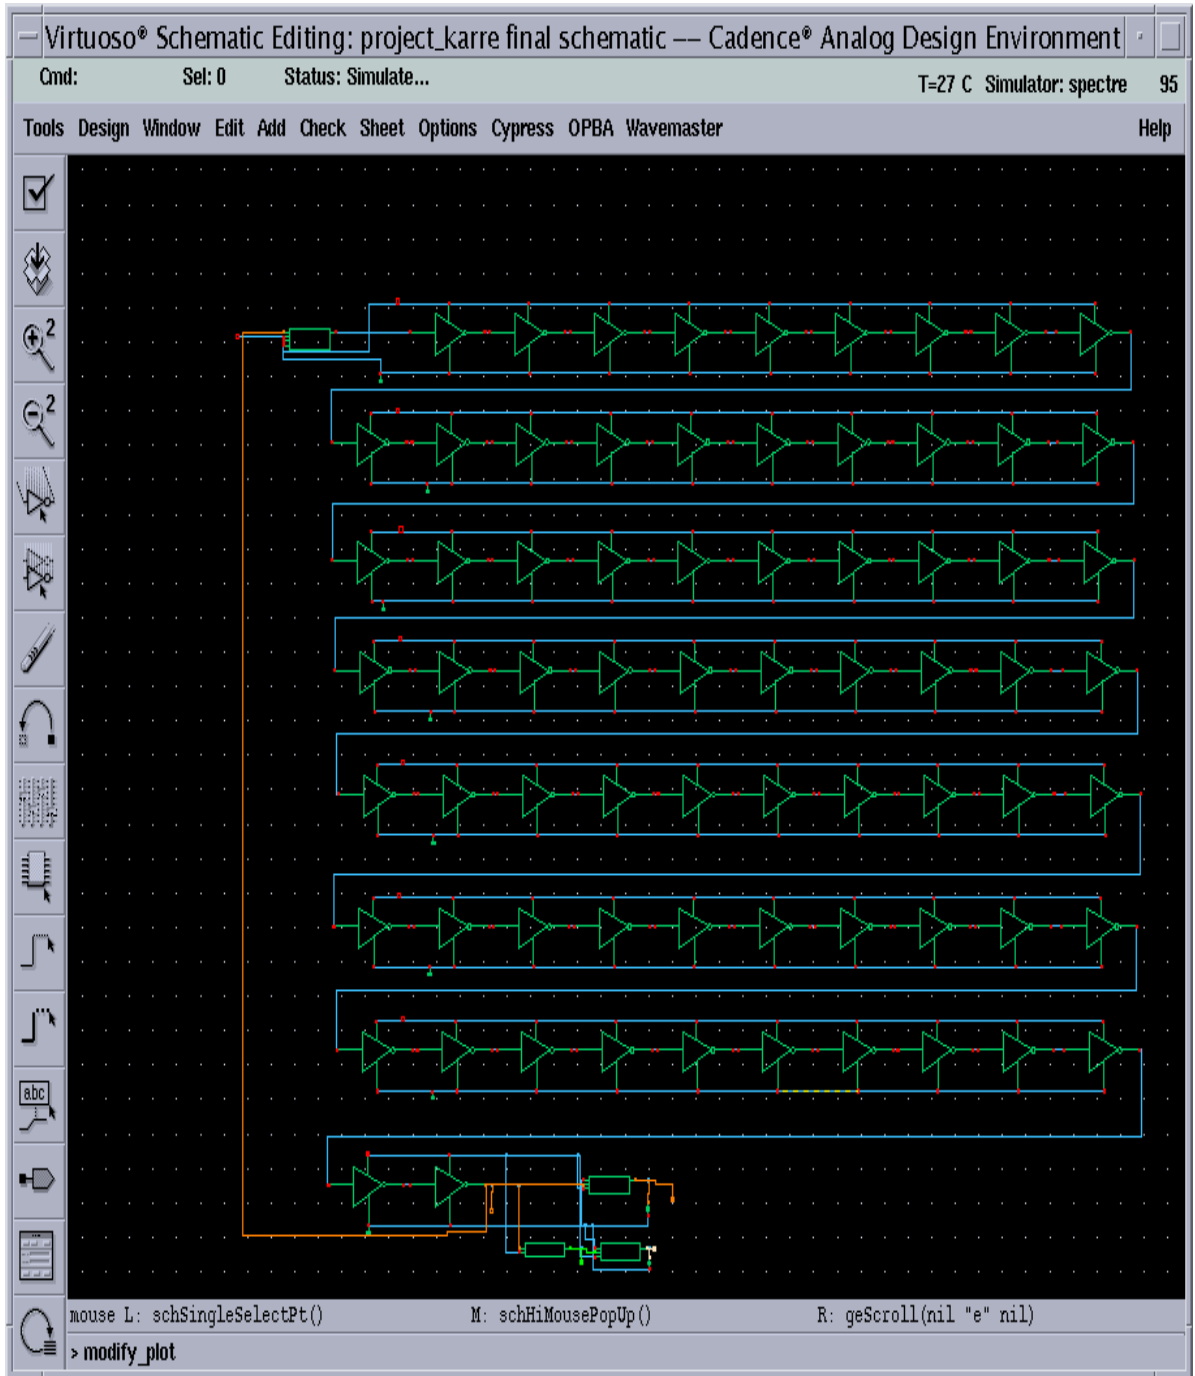 Virtuoso® Schematic Editing: project_karre final schematic —— Cadence® Analog Design Environment
Cmd: Sel: 0 Status: Simulate... T=27 C Simulator: spectre 95
Tools Design Window Edit Add Check Sheet Options Cypress OPBA Wavemaster Help
2
2
abc
mouse L: schSingleSelectPt() M: schHiMousePopUp() R: geScroll(nil "e" nil)
> modify_plot